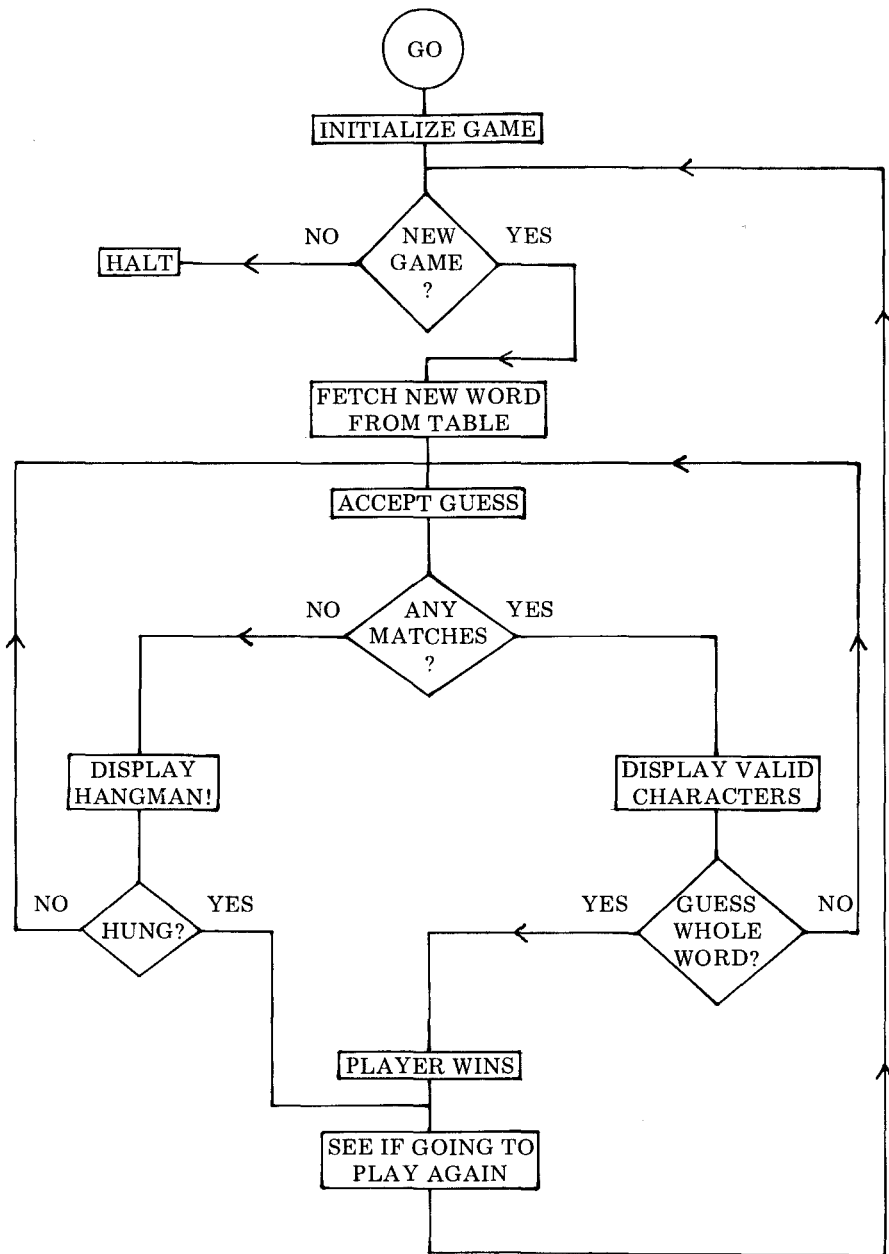 GO
INITIALIZE GAME
NO
YES
NEW
GAME
?
HALT
FETCH NEW WORD
FROM TABLE
ACCEPT GUESS
NO
YES
ANY
MATCHES
?
DISPLAY
HANGMAN!
DISPLAY VALID
CHARACTERS
NO
YES
HUNG?
YES
NO
GUESS
WHOLE
WORD?
PLAYER WINS
SEE IF GOING TO
PLAY AGAIN